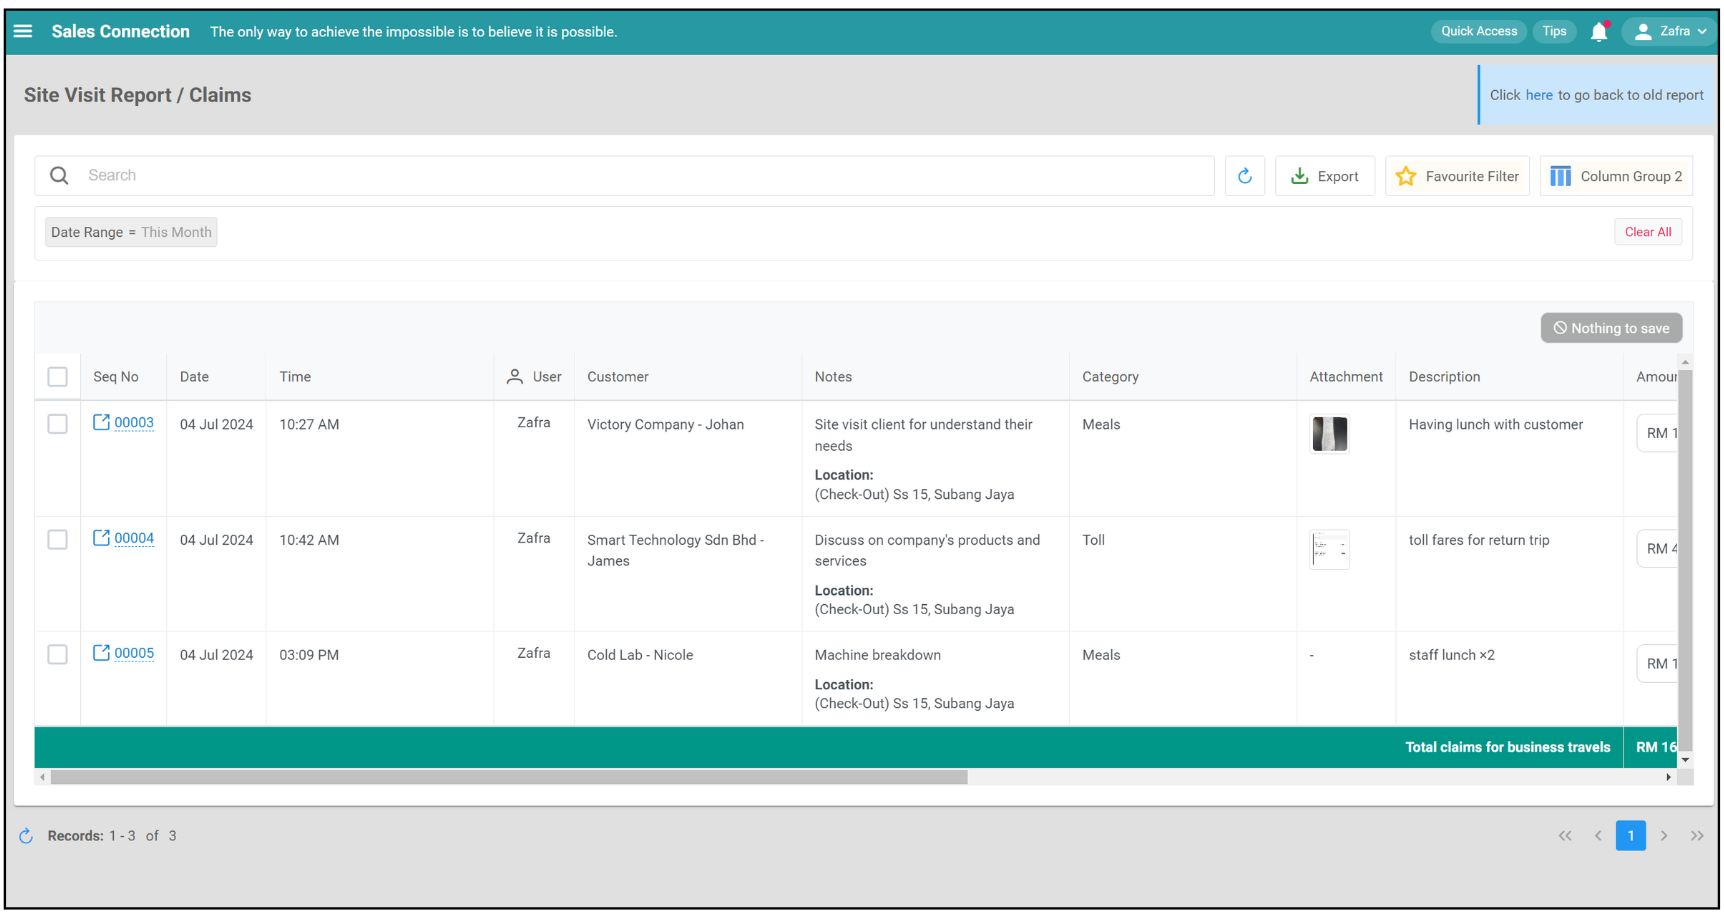 Sales Connection The only way to achieve the impossible is to believe it is possible. Quick Access Tips Zafra
Site Visit Report / Claims
Click here to go back to old report
Search
Export
Favourite Filter
Column Group 2
Date Range = This Month
Clear All
Nothing to save
Seq No Date Time User Customer Notes Category Attachment Description Amour
00003 04 Jul 2024 10:27 AM Zafra Victory Company - Johan Site visit client for understand their Meals Having lunch with customer RM 1
needs
Location:
(Check-Out) Ss 15, Subang Jaya
00004 04 Jul 2024 10:42 AM Zafra Smart Technology Sdn Bhd - Discuss on company's products and Toll toll fares for return trip RM 4
James services
Location:
(Check-Out) Ss 15, Subang Jaya
00005 04 Jul 2024 03:09 PM Zafra Cold Lab - Nicole Machine breakdown Meals - staff lunch ×2 RM 1
Location:
(Check-Out) Ss 15, Subang Jaya
Total claims for business travels RM 16
Records: 1 - 3 of 3
<< < 1 > >>